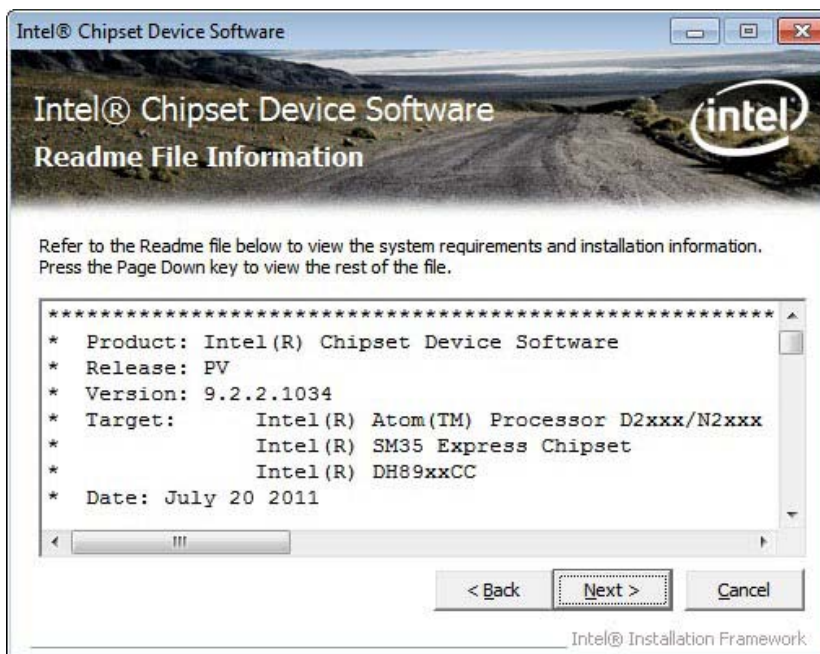 Intel® Chipset Device Software
Intel® Chipset Device Software
intel
Readme File Information
Refer to the Readme file below to view the system requirements and installation information.
Press the Page Down key to view the rest of the file.
********************************************************
* Product: Intel(R) Chipset Device Software
* Release: PV
* Version: 9.2.2.1034
* Target: Intel(R) Atom(TM) Processor D2xxx/N2xxx
* Intel(R) SM35 Express Chipset
* Intel(R) DH89xxCC
* Date: July 20 2011
< Back Next > Cancel
Intel® Installation Framework